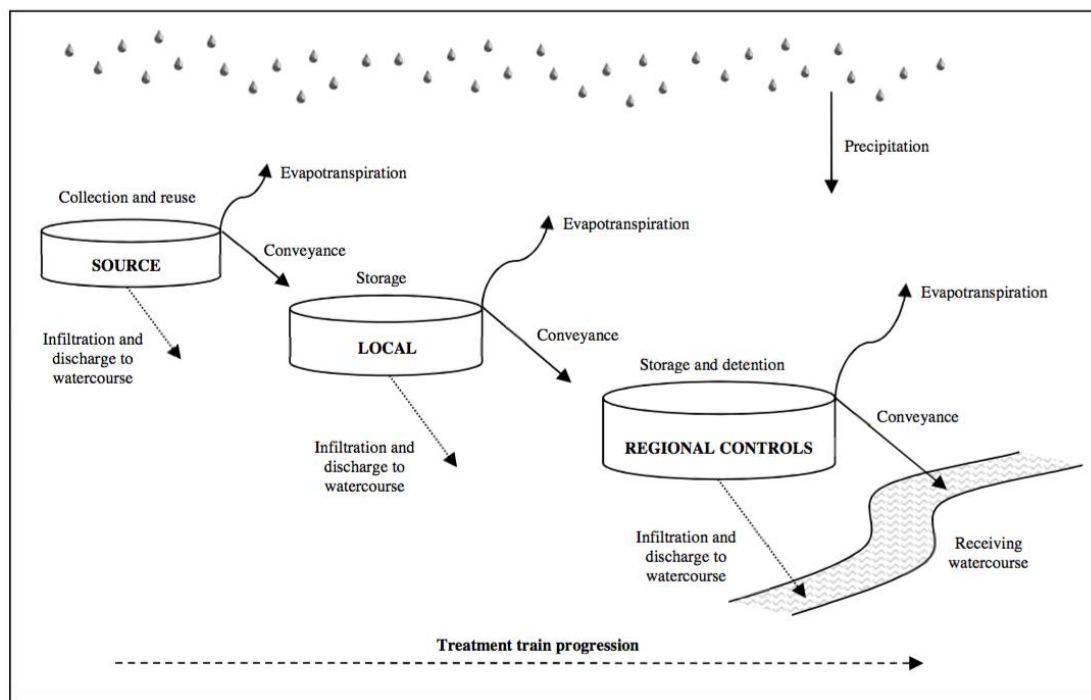 Precipitation
Evapotranspiration
Collection and reuse
SOURCE
Conveyance
Infiltration and
discharge to
watercourse
Evapotranspiration
Storage
LOCAL
Conveyance
Infiltration and
discharge to
watercourse
Evapotranspiration
Storage and detention
REGIONAL CONTROLS
Conveyance
Infiltration and
discharge to
watercourse
Receiving
watercourse
Treatment train progression